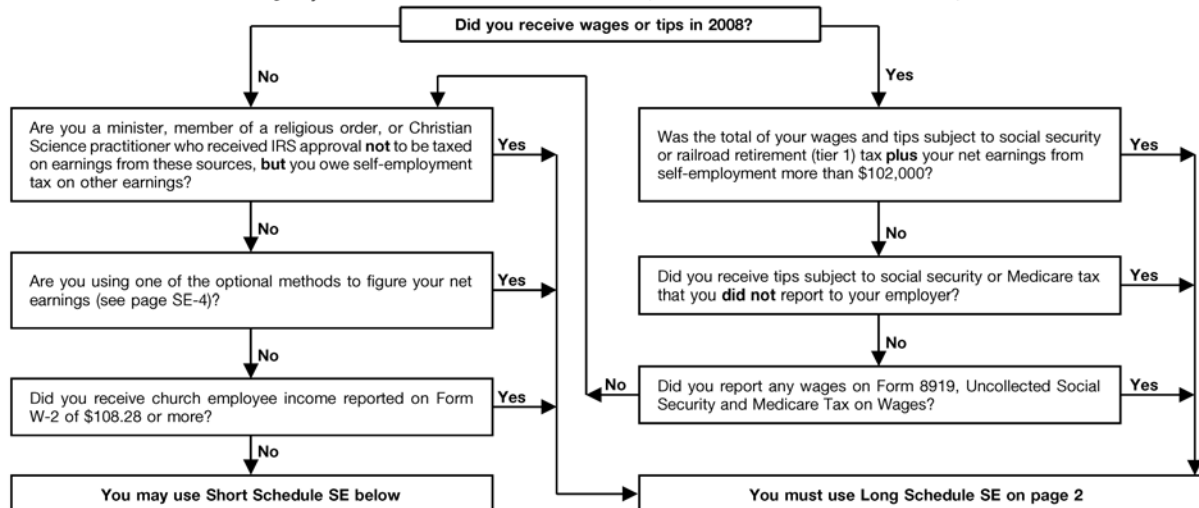 Did you receive wages or tips in 2008?
No
Yes
Are you a minister, member of a religious order, or Christian
Science practitioner who received IRS approval not to be taxed
on earnings from these sources, but you owe self-employment
tax on other earnings?
Yes
Was the total of your wages and tips subject to social security
or railroad retirement (tier 1) tax plus your net earnings from
self-employment more than $102,000?
Yes
No
No
Are you using one of the optional methods to figure your net
earnings (see page SE-4)?
Yes
Did you receive tips subject to social security or Medicare tax
that you did not report to your employer?
Yes
No
No
Did you receive church employee income reported on Form
W-2 of $108.28 or more?
Yes
No
Did you report any wages on Form 8919, Uncollected Social
Security and Medicare Tax on Wages?
Yes
No
You may use Short Schedule SE below
You must use Long Schedule SE on page 2